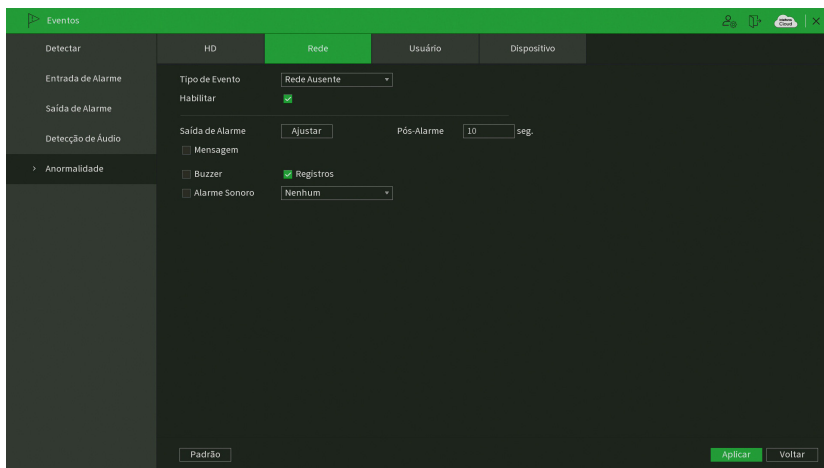 Eventos
Cloud
Detectar
HD
Rede
Usuário
Dispositivo
Entrada de Alarme
Saída de Alarme
Detecção de Áudio
> Anormalidade
Tipo de Evento Rede Ausente
Habilitar
Saída de Alarme Ajustar Pós-Alarme 10 seg.
Mensagem
Buzzer Registros
Alarme Sonoro Nenhum
Padrão
Aplicar Voltar